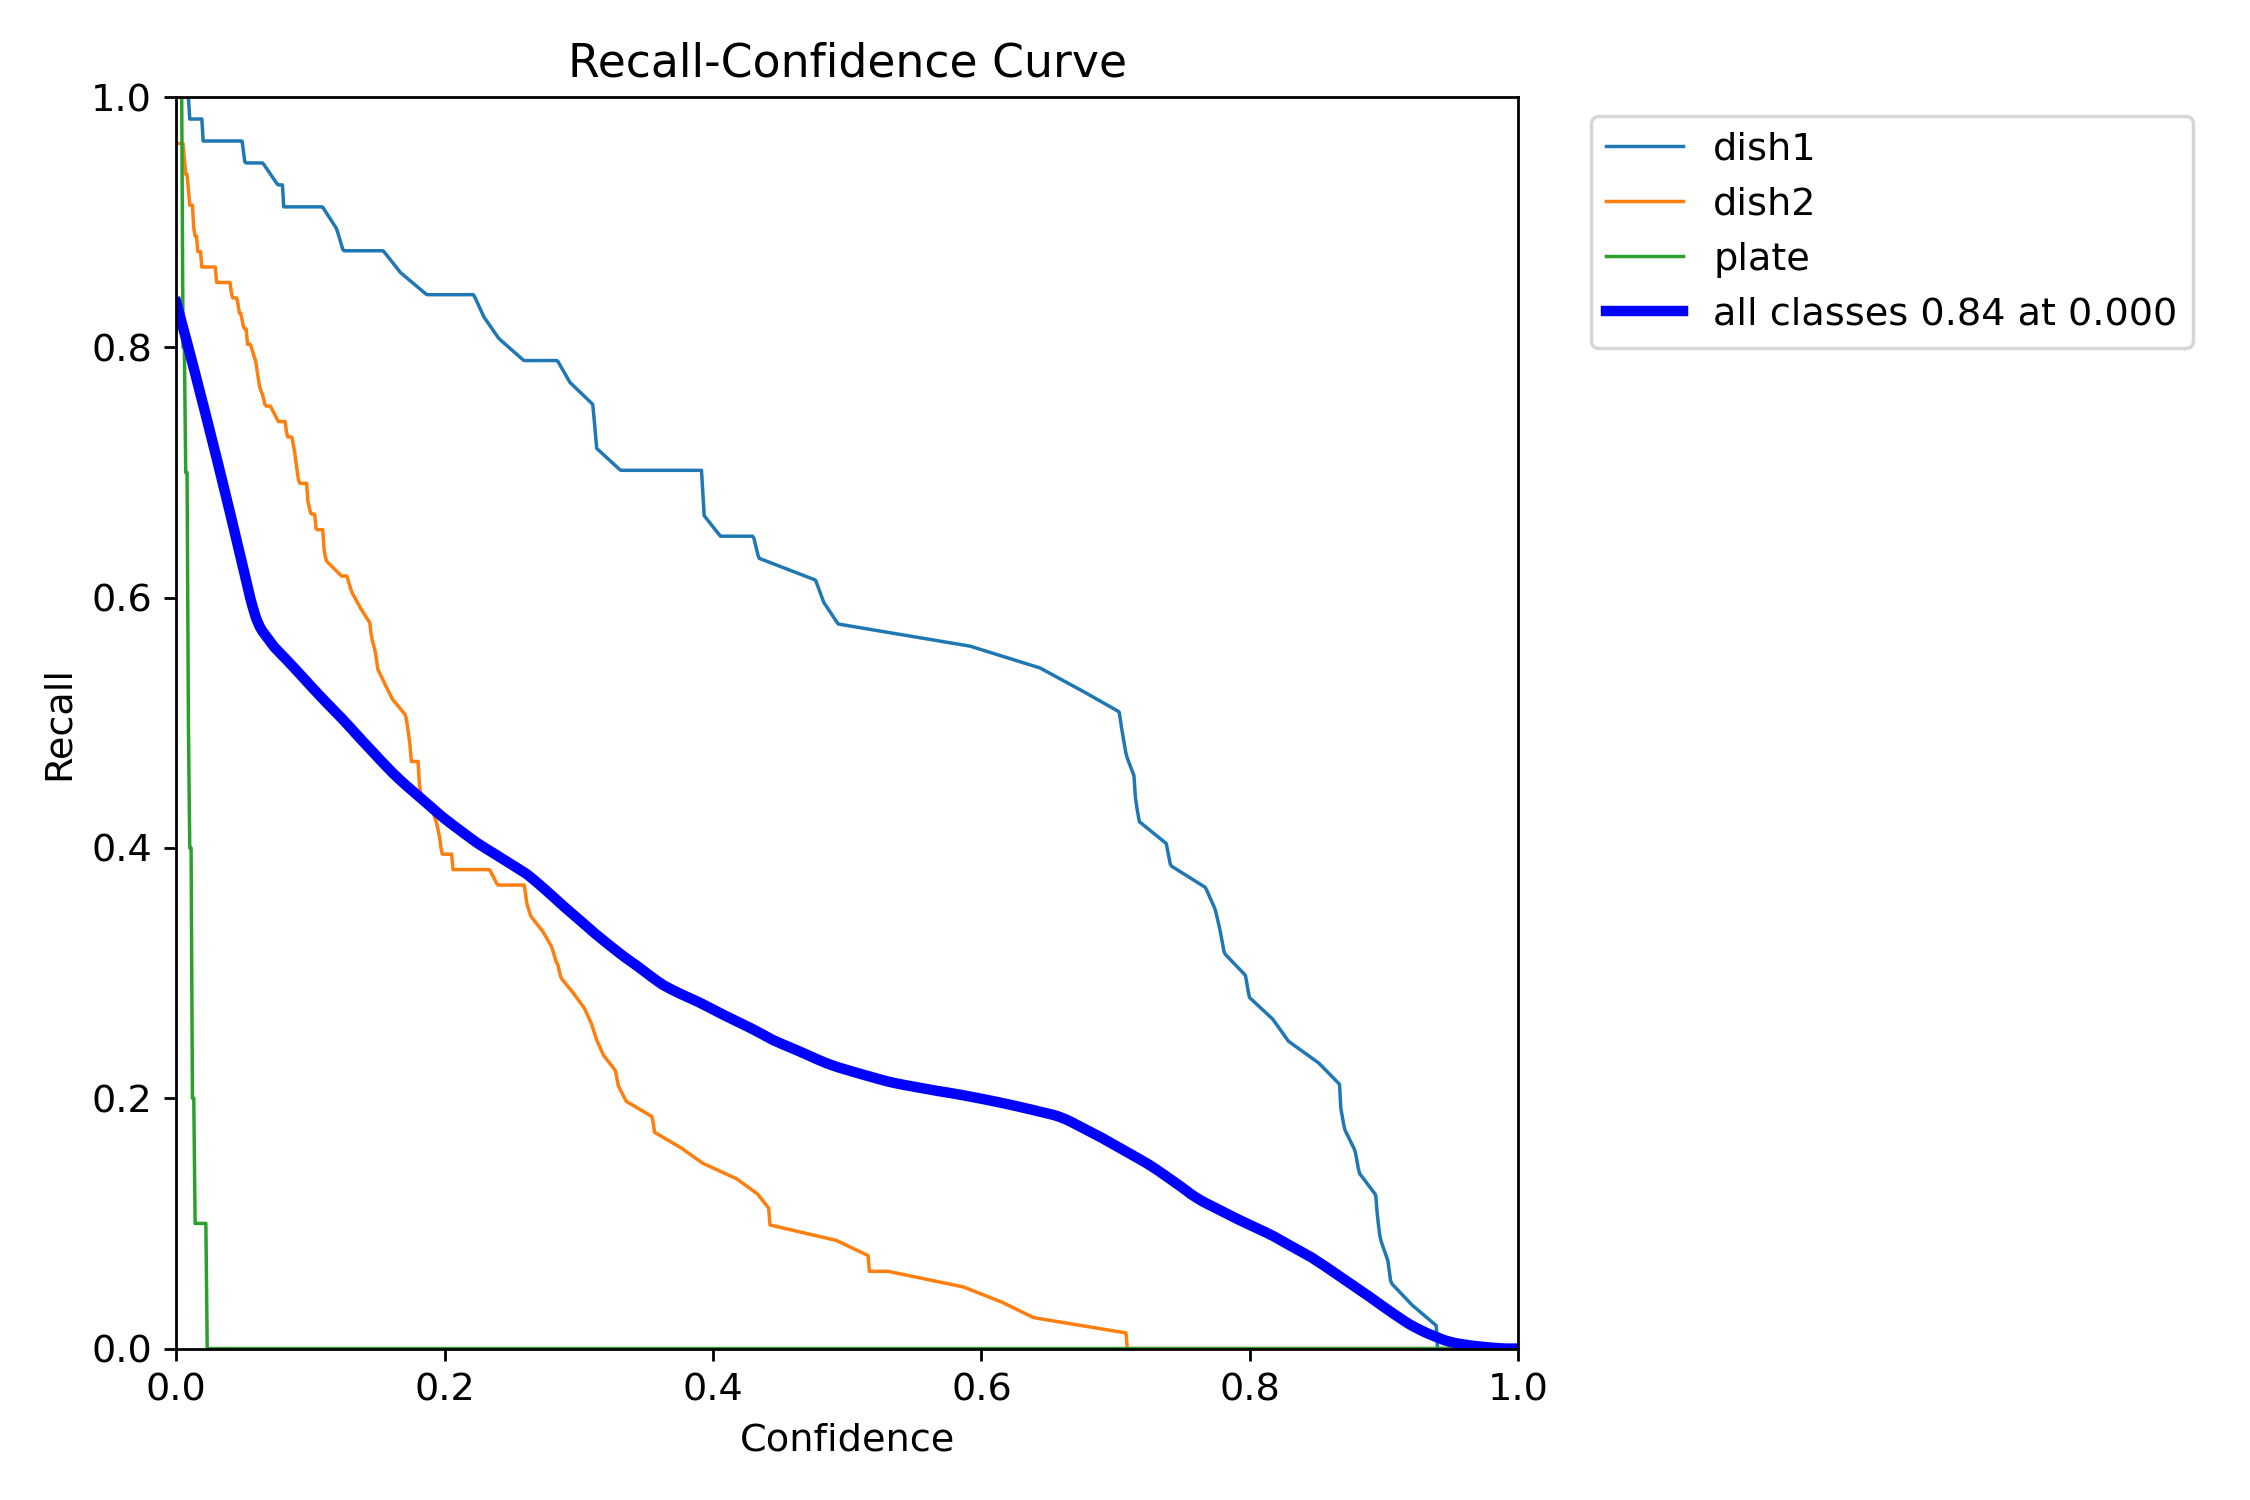 Recall-Confidence Curve
1.0
0.8
0.6
0.4
0.2
0.0
Recall
0.0 0.2 0.4 0.6 0.8 1.0
Confidence
dish1
dish2
plate
all classes 0.84 at 0.000